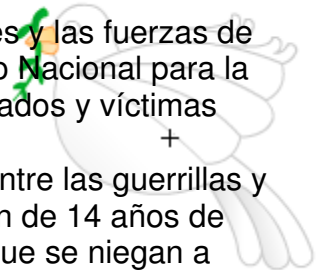 es y las fuerzas de
o Nacional para la
ados y víctimas
ntre las guerrillas y
n de 14 años de
ue se niegan a